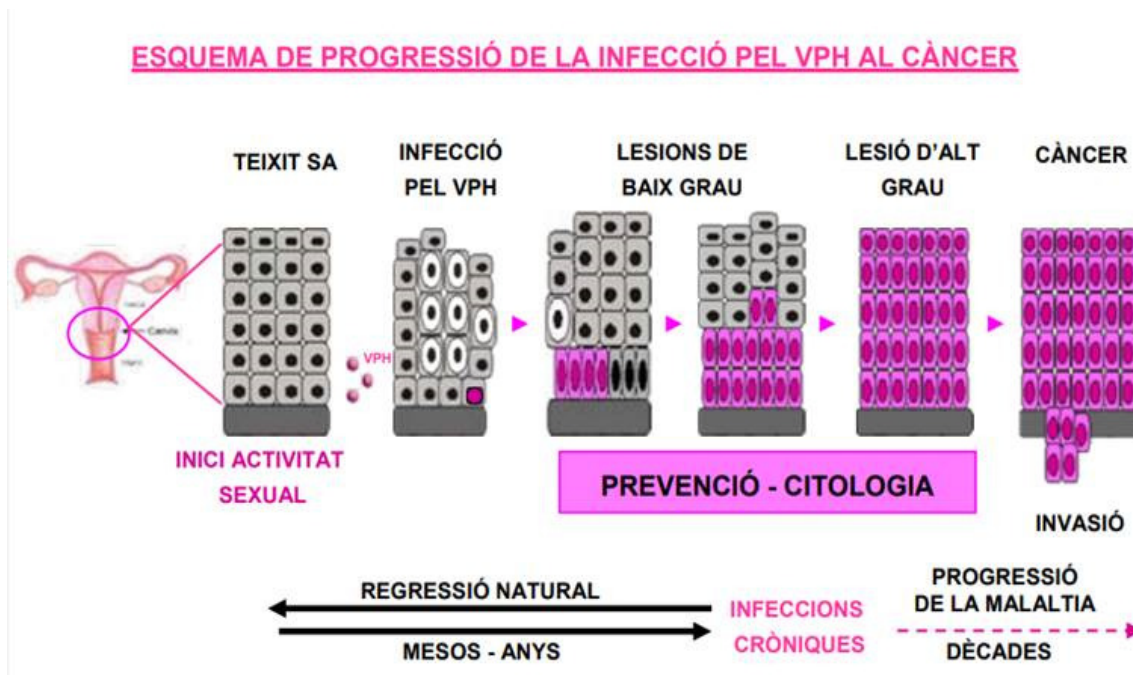 ESQUEMA DE PROGRESSIÓ DE LA INFECCIÓ PEL VPH AL CÀNCER
TEIXIT SA
INFECCIÓ
PEL VPH
LESIONS DE
BAIX GRAU
LESIÓ D'ALT
GRAU
CÀNCER
VPH
INICI ACTIVITAT
SEXUAL
PREVENCIÓ - CITOLOGIA
INVASIÓ
REGRESSIÓ NATURAL
MESOS - ANYS
INFECCIONS
CRÒNIQUES
PROGRESSIÓ
DE LA MALALTIA
DÈCADES